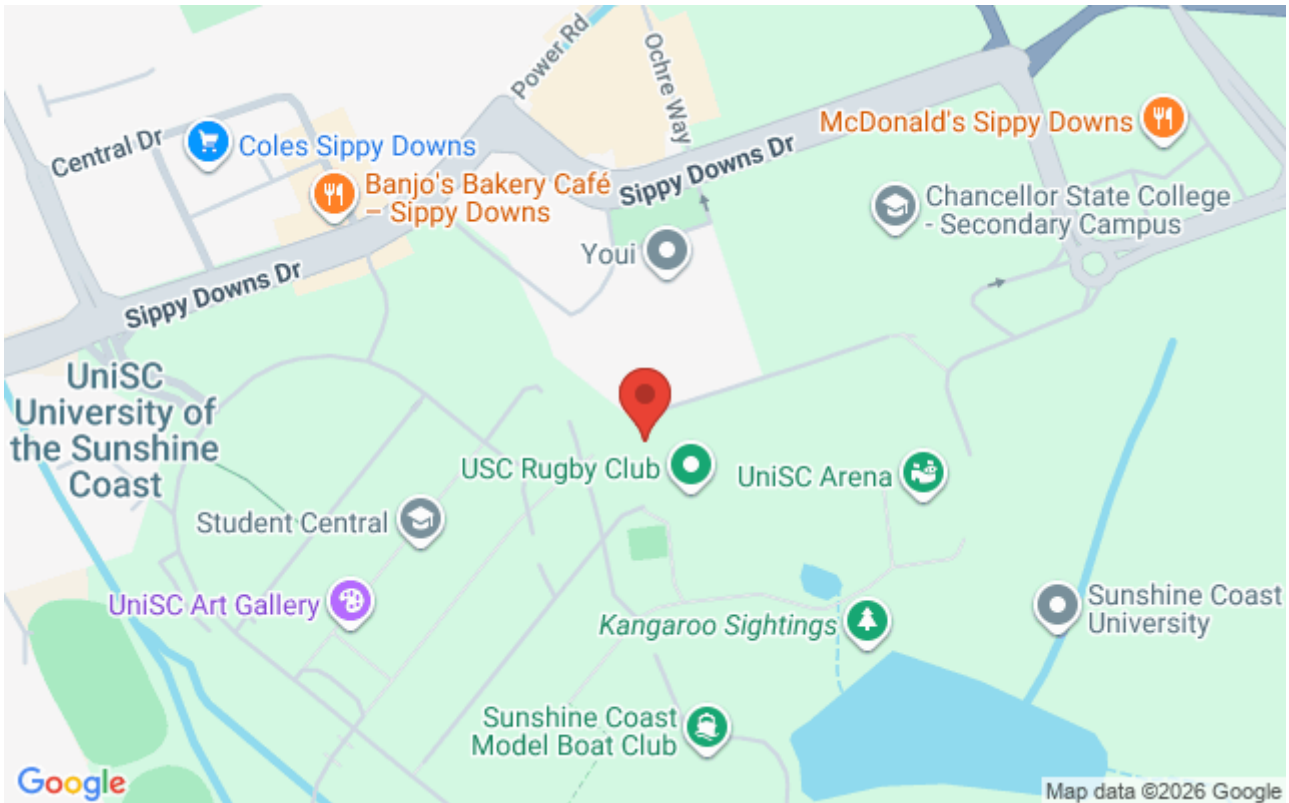 Power Rd
Ochre Way
McDonald's Sippy Downs
Central Dr
Coles Sippy Downs
Sippy Downs Dr
Banjo's Bakery Café
– Sippy Downs
Chancellor State College
- Secondary Campus
Youi
Sippy Downs Dr
UniSC
University of
the Sunshine
Coast
USC Rugby Club
UniSC Arena
Student Central
UniSC Art Gallery
Kangaroo Sightings
Sunshine Coast
University
Sunshine Coast
Model Boat Club
Google
Map data ©2026 Google